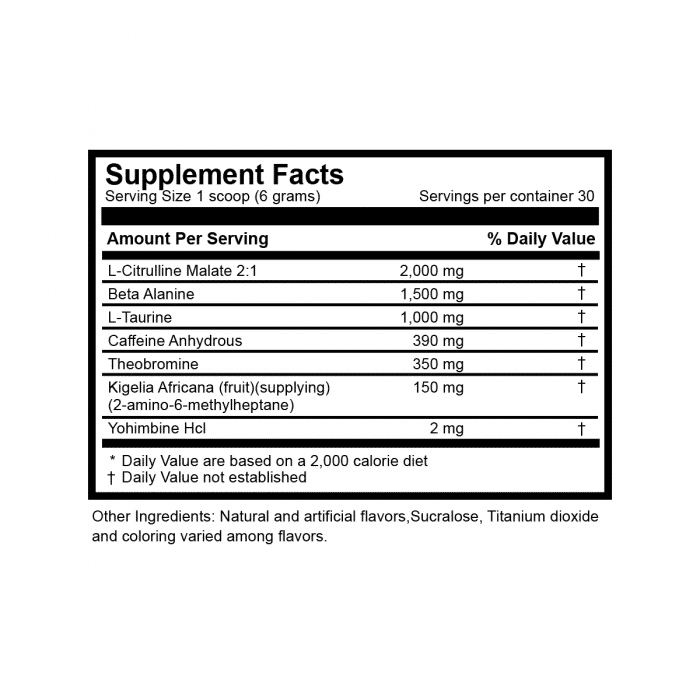 Supplement Facts
Serving Size 1 scoop (6 grams) Servings per container 30
Amount Per Serving % Daily Value
L-Citrulline Malate 2:1 2,000 mg †
Beta Alanine 1,500 mg †
L-Taurine 1,000 mg †
Caffeine Anhydrous 390 mg †
Theobromine 350 mg †
Kigelia Africana (fruit)(supplying) 150 mg †
(2-amino-6-methylheptane)
Yohimbine Hcl 2 mg †
* Daily Value are based on a 2,000 calorie diet
† Daily Value not established
Other Ingredients: Natural and artificial flavors,Sucralose, Titanium dioxide
and coloring varied among flavors.